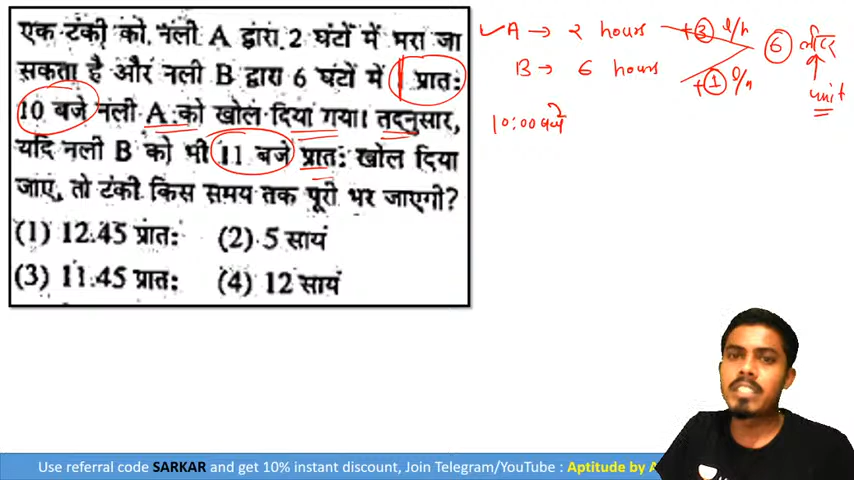 एक टंकी को नली A द्वारा 2 घंटों में भरा जा
सकता है और नली B द्वारा 6 घंटों में । प्रात:
10 बजे नली A को खोल दिया गया। तदनुसार,
यदि नली B को भी 11 बजे प्रात: खोल दिया
जाए, तो टंकी किस समय तक पूरी भर जाएगी?
(1) 12.45 प्रात: (2) 5 सायं
(3) 11.45 प्रात: (4) 12 सायं
A → 2 hours +3 l/h
6 लीटर
B → 6 hours +1 l/h
unit
10:00 बजे
Use referral code SARKAR and get 10% instant discount, Join Telegram/YouTube : Aptitude by A